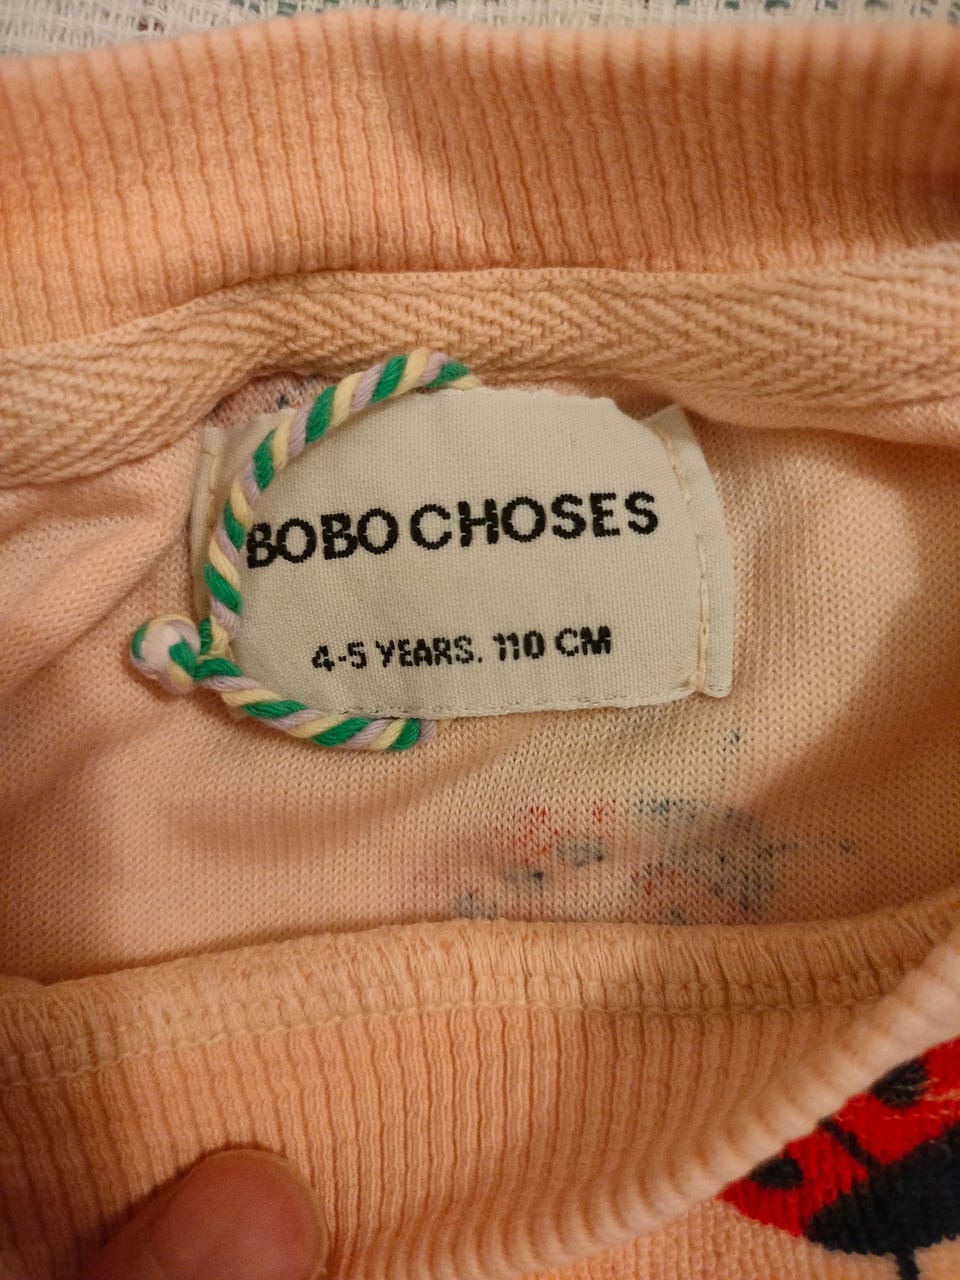 BOBO CHOSES
4-5 YEARS. 110 CM